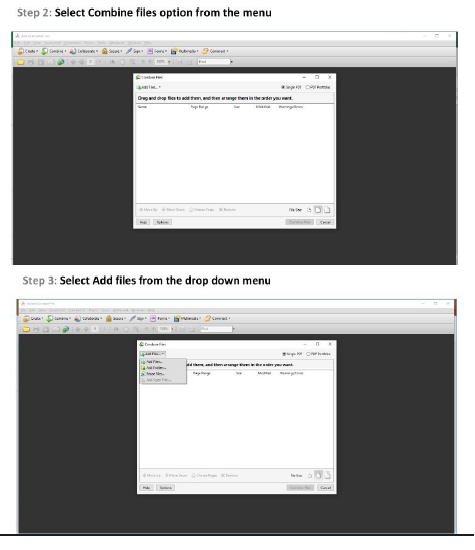 Step 2: Select Combine files option from the menu
Create Combine Collaborate Secure Sign Forms Multimedia Comment
Combine Files
Add Files...
Single PDF PDF Portfolio
Drag and drop files to add them, and then arrange them in the order you want.
Name Page Range Size Modified Warnings/Errors
Move Up Move Down Choose Pages Remove File Size
Help Options Combine Files Cancel
Step 3: Select Add files from the drop down menu
Create Combine Collaborate Secure Sign Forms Multimedia Comment
Combine Files
Add Files...
Single PDF PDF Portfolio
Add Files...
dd them, and then arrange them in the order you want.
Add Folders...
Page Range Size Modified Warnings/Errors
Reuse Files...
Add Open Files...
Move Up Move Down Choose Pages Remove File Size
Help Options Combine Files Cancel